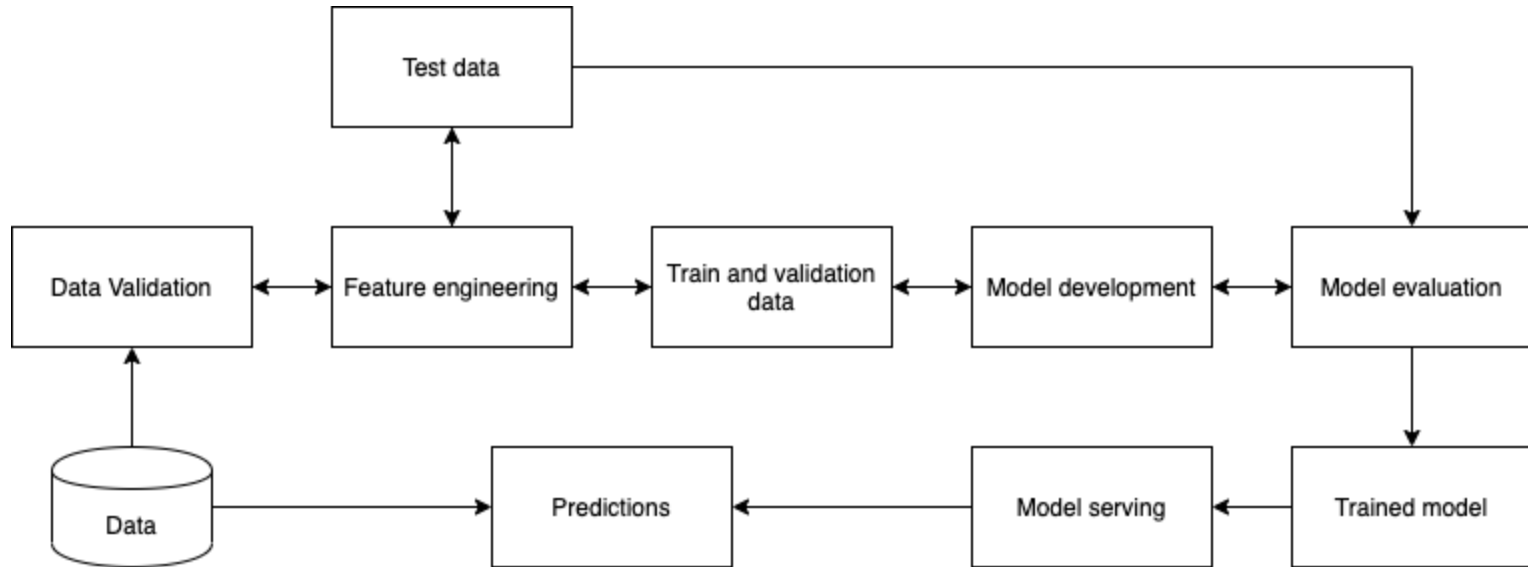 Test data
Data Validation
Feature engineering
Train and validation
data
Model development
Model evaluation
Data
Predictions
Model serving
Trained model